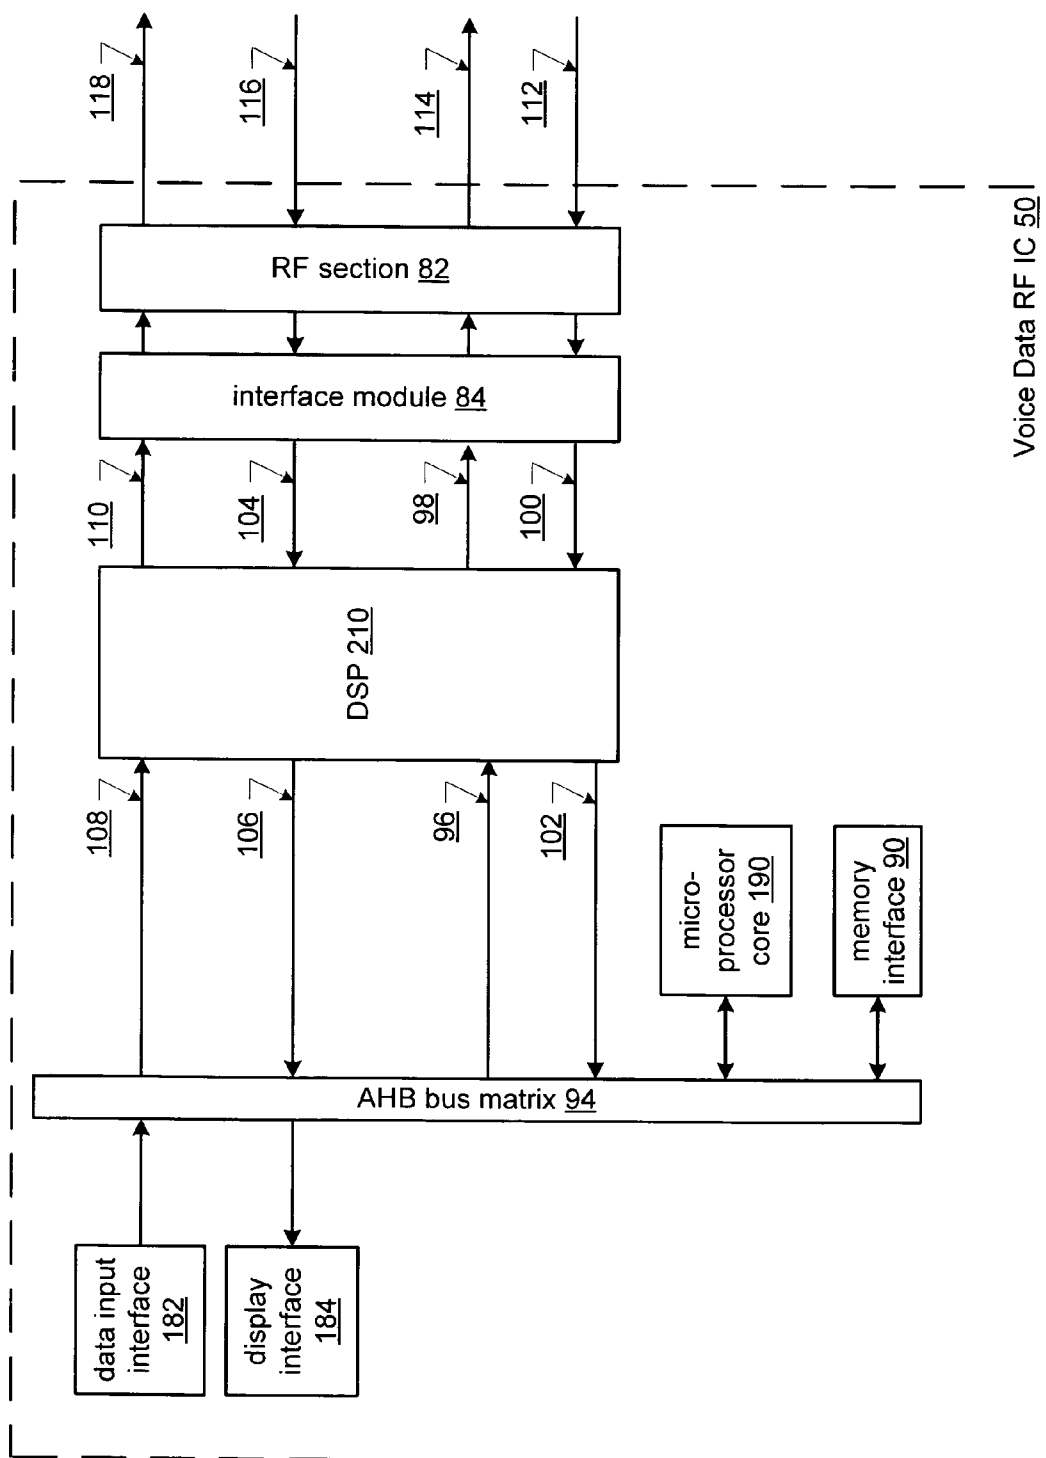 118
116
114
112
RF section 82
interface module 84
110
104
98
100
DSP 210
108
106
96
102
micro-
processor
core 190
memory
interface 90
AHB bus matrix 94
data input
interface
182
display
interface
184
Voice Data RF IC 50